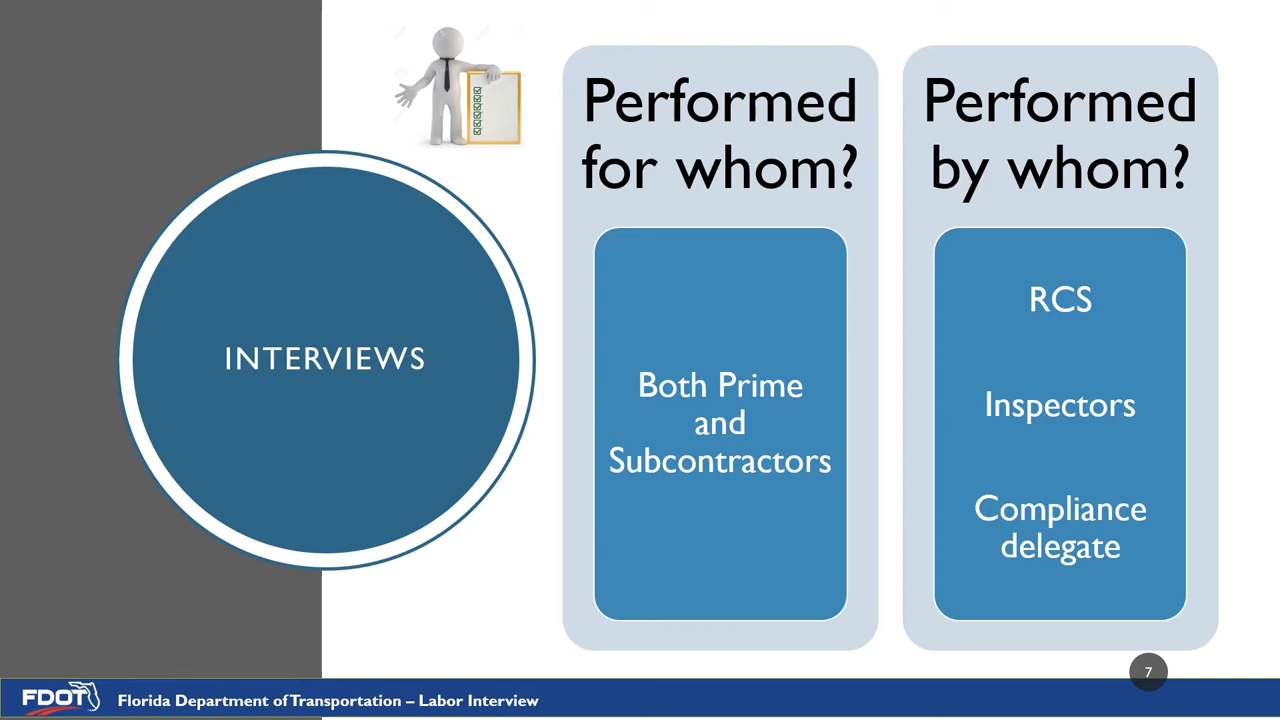 INTERVIEWS
Performed
for whom?
Both Prime
and
Subcontractors
Performed
by whom?
RCS
Inspectors
Compliance
delegate
7
FDOT
Florida Department of Transportation – Labor Interview